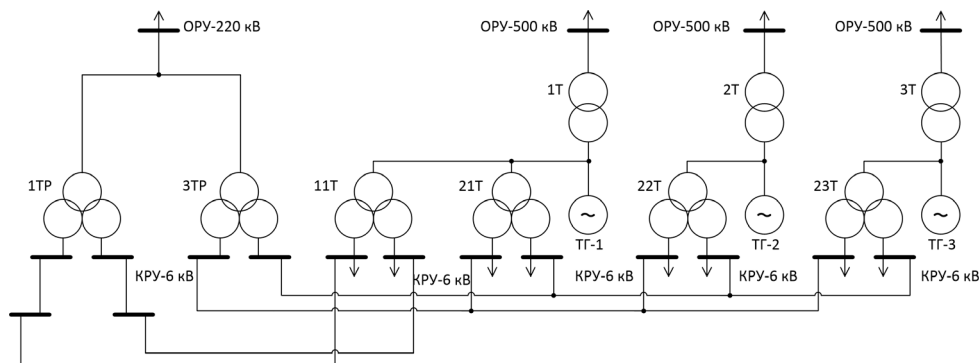 ОРУ-220 кВ
ОРУ-500 кВ
ОРУ-500 кВ
ОРУ-500 кВ
1Т
2Т
3Т
1ТР
3ТР
11Т
21Т
22Т
23Т
~
~
~
ТГ-1
ТГ-2
ТГ-3
КРУ-6 кВ
КРУ-6 кВ
КРУ-6 кВ
КРУ-6 кВ
КРУ-6 кВ